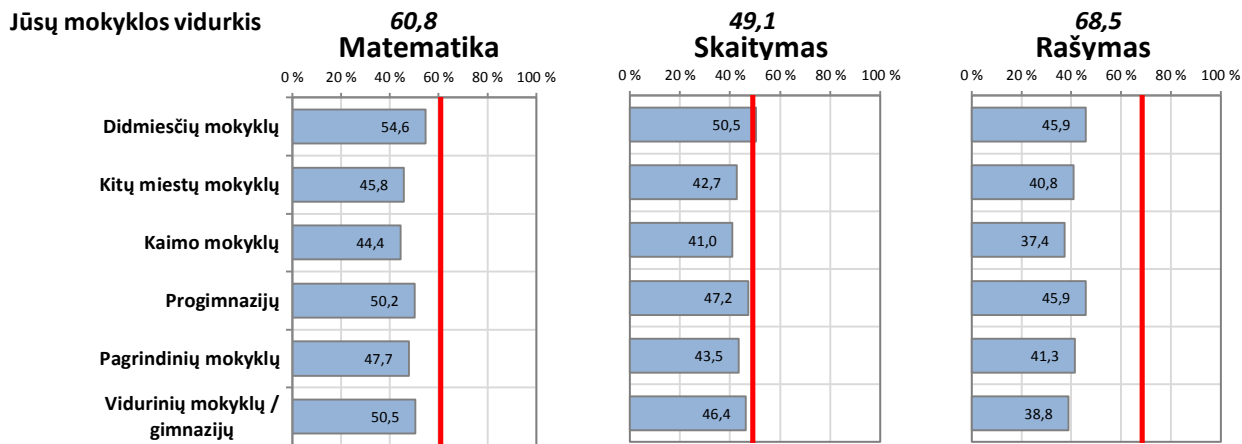 Jūsų mokyklos vidurkis 60,8 49,1 68,5
Matematika Skaitymas Rašymas
0 % 20 % 40 % 60 % 80 % 100 % 0 % 20 % 40 % 60 % 80 % 100 % 0 % 20 % 40 % 60 % 80 % 100 %
Didmiesčių mokyklų 54,6 50,5 45,9
Kitų miestų mokyklų 45,8 42,7 40,8
Kaimo mokyklų 44,4 41,0 37,4
Progimnazijų 50,2 47,2 45,9
Pagrindinių mokyklų 47,7 43,5 41,3
Vidurinių mokyklų /
gimnazijų 50,5 46,4 38,8